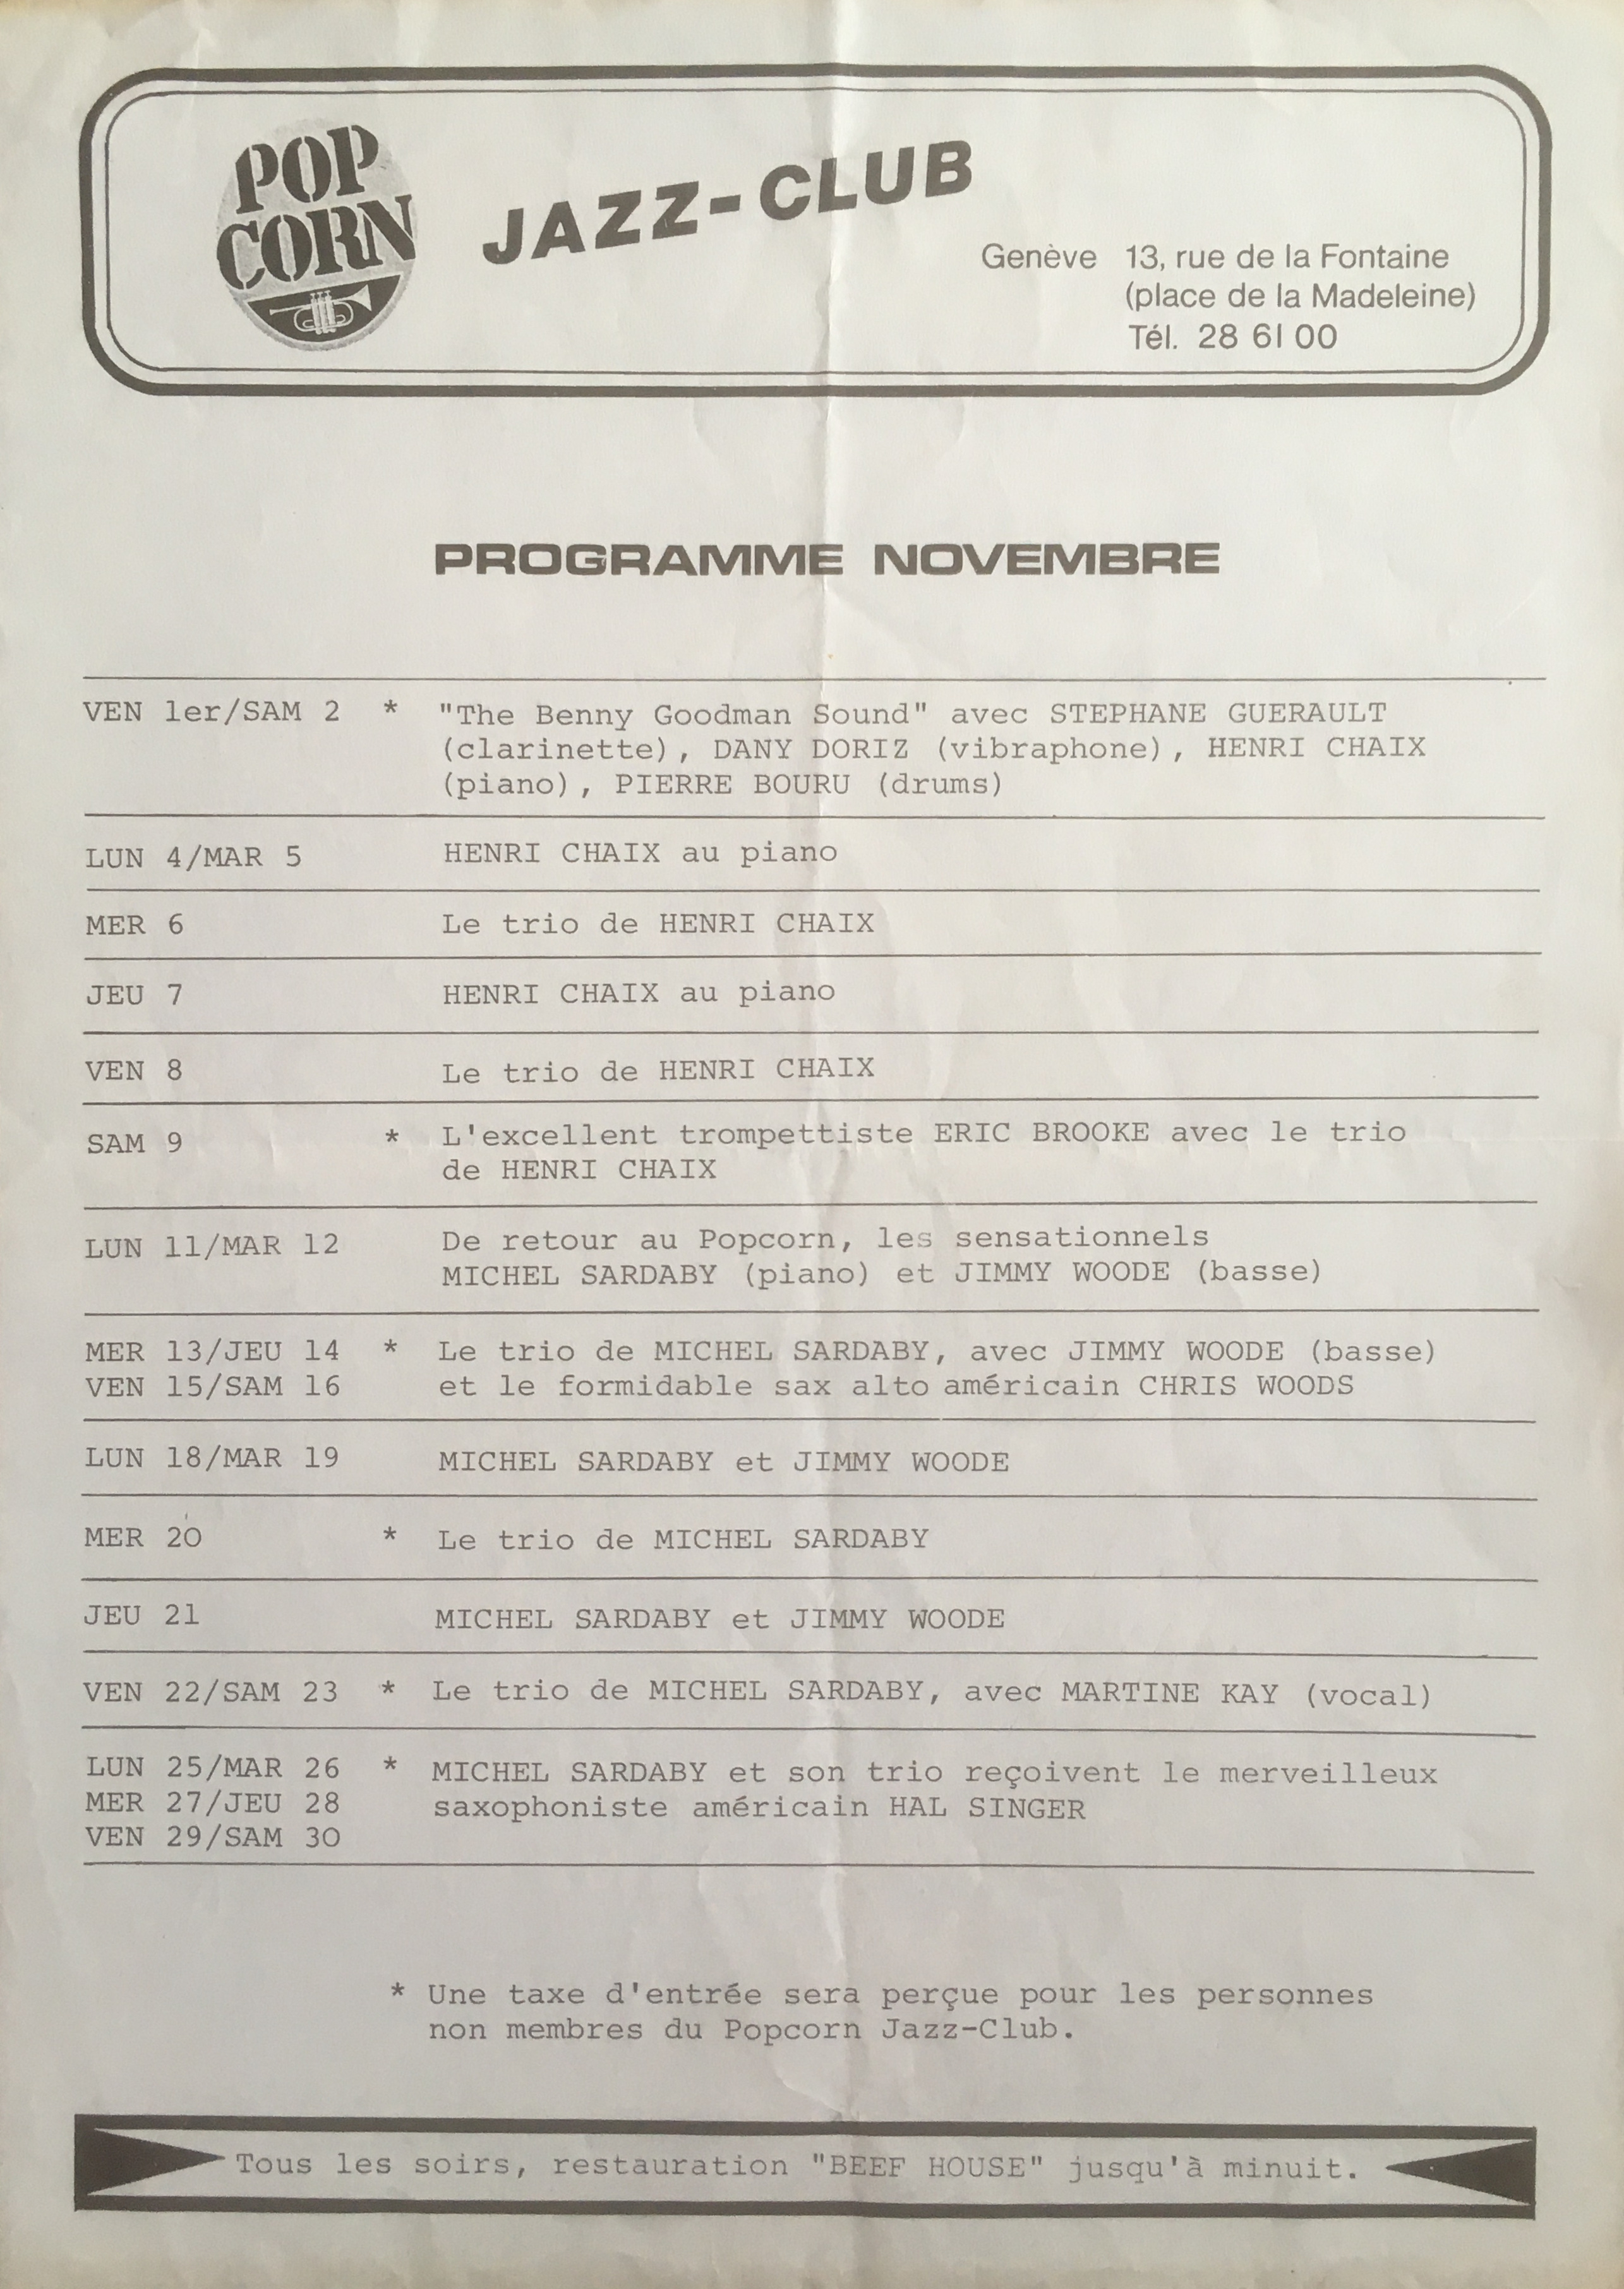 POP
CORN
JAZZ-CLUB
Genève 13, rue de la Fontaine
(place de la Madeleine)
Tél. 28 61 00
PROGRAMME NOVEMBRE
VEN 1er/SAM 2 * "The Benny Goodman Sound" avec STEPHANE GUERAULT
(clarinette), DANY DORIZ (vibraphone), HENRI CHAIX
(piano), PIERRE BOURU (drums)
LUN 4/MAR 5 HENRI CHAIX au piano
MER 6 Le trio de HENRI CHAIX
JEU 7 HENRI CHAIX au piano
VEN 8 Le trio de HENRI CHAIX
SAM 9 * L'excellent trompettiste ERIC BROOKE avec le trio
de HENRI CHAIX
LUN 11/MAR 12 De retour au Popcorn, les sensationnels
MICHEL SARDABY (piano) et JIMMY WOODE (basse)
MER 13/JEU 14 * Le trio de MICHEL SARDABY, avec JIMMY WOODE (basse)
VEN 15/SAM 16 et le formidable sax alto américain CHRIS WOODS
LUN 18/MAR 19 MICHEL SARDABY et JIMMY WOODE
MER 20 * Le trio de MICHEL SARDABY
JEU 21 MICHEL SARDABY et JIMMY WOODE
VEN 22/SAM 23 * Le trio de MICHEL SARDABY, avec MARTINE KAY (vocal)
LUN 25/MAR 26 * MICHEL SARDABY et son trio reçoivent le merveilleux
MER 27/JEU 28 saxophoniste américain HAL SINGER
VEN 29/SAM 30
* Une taxe d'entrée sera perçue pour les personnes
non membres du Popcorn Jazz-Club.
Tous les soirs, restauration "BEEF HOUSE" jusqu'à minuit.